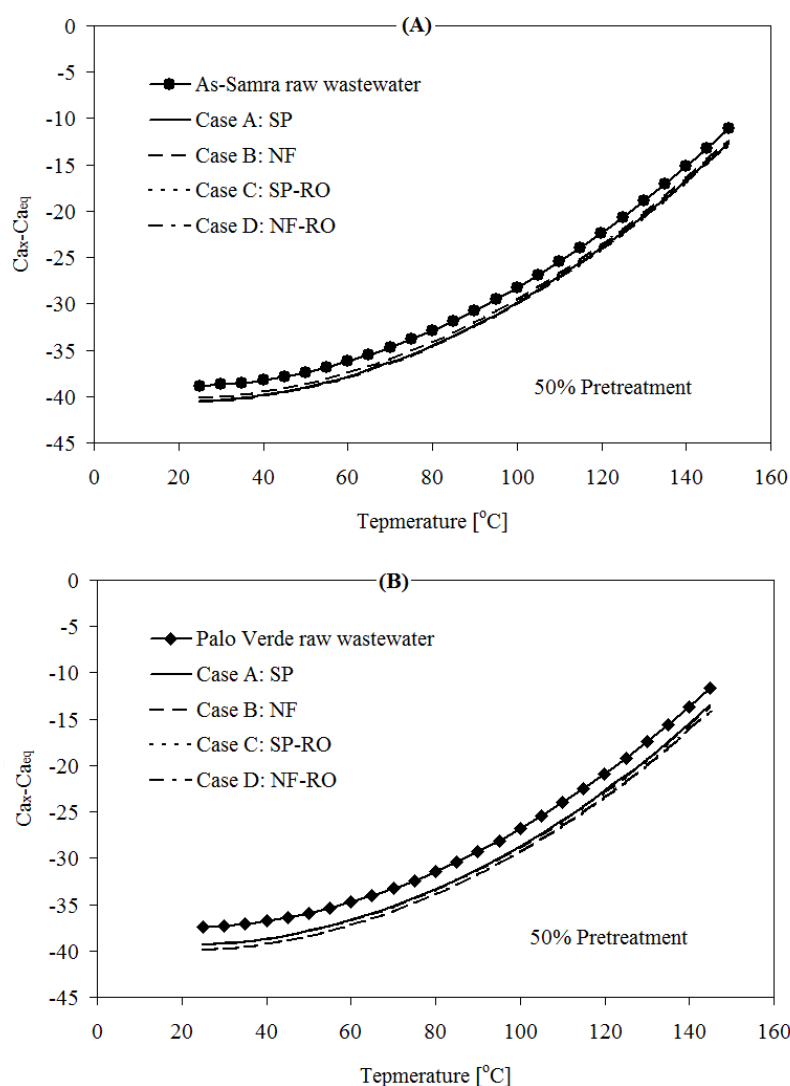 (A)
0
-5
-10
-15
-20
-25
-30
-35
-40
-45
Cax-Caeq
As-Samra raw wastewater
Case A: SP
Case B: NF
Case C: SP-RO
Case D: NF-RO
50% Pretreatment
0 20 40 60 80 100 120 140 160
Tepmerature [oC]
(B)
0
-5
-10
-15
-20
-25
-30
-35
-40
-45
Cax-Caeq
Palo Verde raw wastewater
Case A: SP
Case B: NF
Case C: SP-RO
Case D: NF-RO
50% Pretreatment
0 20 40 60 80 100 120 140 160
Tepmerature [oC]